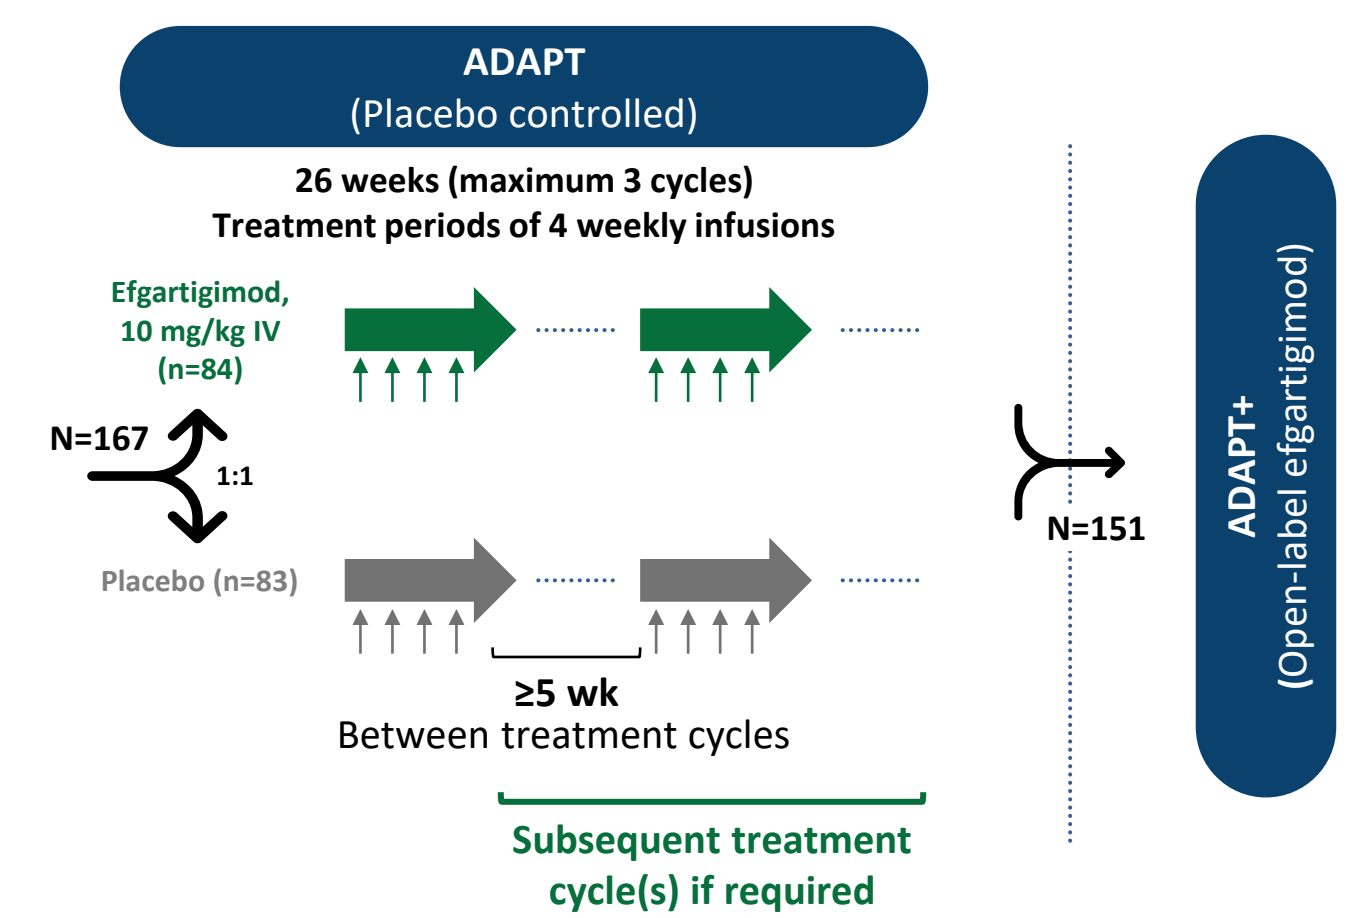 ADAPT
(Placebo controlled)
26 weeks (maximum 3 cycles)
Treatment periods of 4 weekly infusions
Efgartigimod,
10 mg/kg IV
(n=84)
N=167
1:1
Placebo (n=83)
≥5 wk
Between treatment cycles
Subsequent treatment
cycle(s) if required
N=151
ADAPT+
(Open-label efgartigimod)